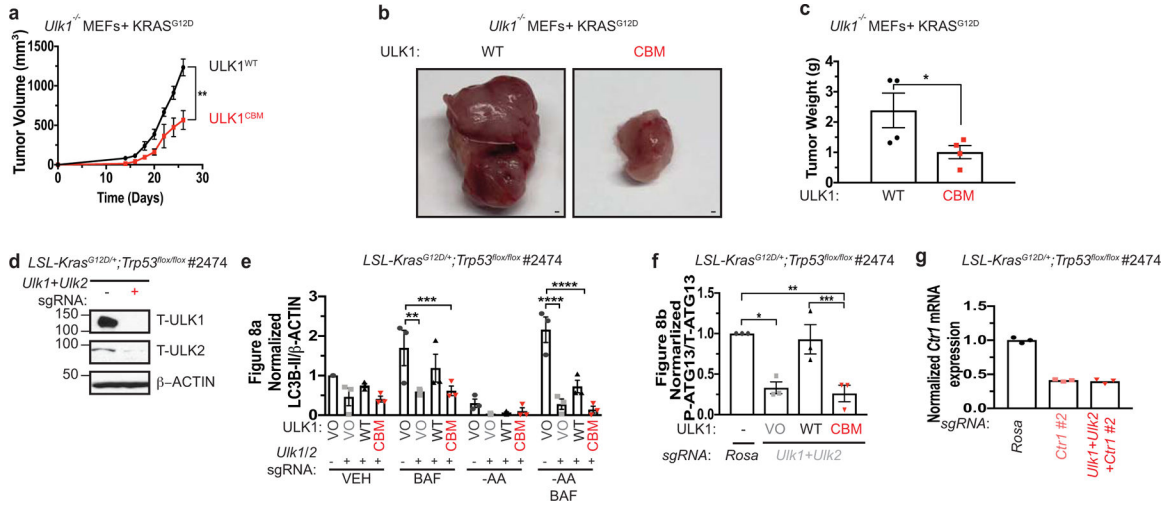 a
Ulk1-/- MEFs+ KRASG12D
Tumor Volume (mm3)
1500
1000
500
0
0 10 20 30
Time (Days)
ULK1WT
**
ULK1CBM
b
Ulk1-/- MEFs+ KRASG12D
ULK1: WT CBM
c
Ulk1-/- MEFs+ KRASG12D
Tumor Weight (g)
4
3
2
1
0
*
ULK1: WT CBM
d
LSL-KrasG12D/+;Trp53flox/flox #2474
Ulk1+Ulk2
sgRNA: - +
150
100
T-ULK1
100
T-ULK2
50
β-ACTIN
e
LSL-KrasG12D/+;Trp53flox/flox #2474
Figure 8a
Normalized
LC3B-II/β-ACTIN
3
2
1
0
** *** **** ****
ULK1: VO VO WT CBM VO VO WT CBM VO VO WT CBM VO VO WT CBM
Ulk1/2
sgRNA: - + + + - + + + - + + + - + + +
VEH BAF -AA -AA
BAF
f
LSL-KrasG12D/+;Trp53flox/flox #2474
Figure 8b
Normarlized
P-ATG13/T-ATG13
1.5
1.0
0.5
0.0
**
* ***
ULK1: - VO WT CBM
sgRNA: Rosa Ulk1+Ulk2
g
LSL-KrasG12D/+;Trp53flox/flox #2474
Normalized Ctr1 mRNA
expression
1.5
1.0
0.5
0.0
sgRNA:
Rosa
Ctr1 #2
Ulk1+Ulk2
+Ctr1 #2